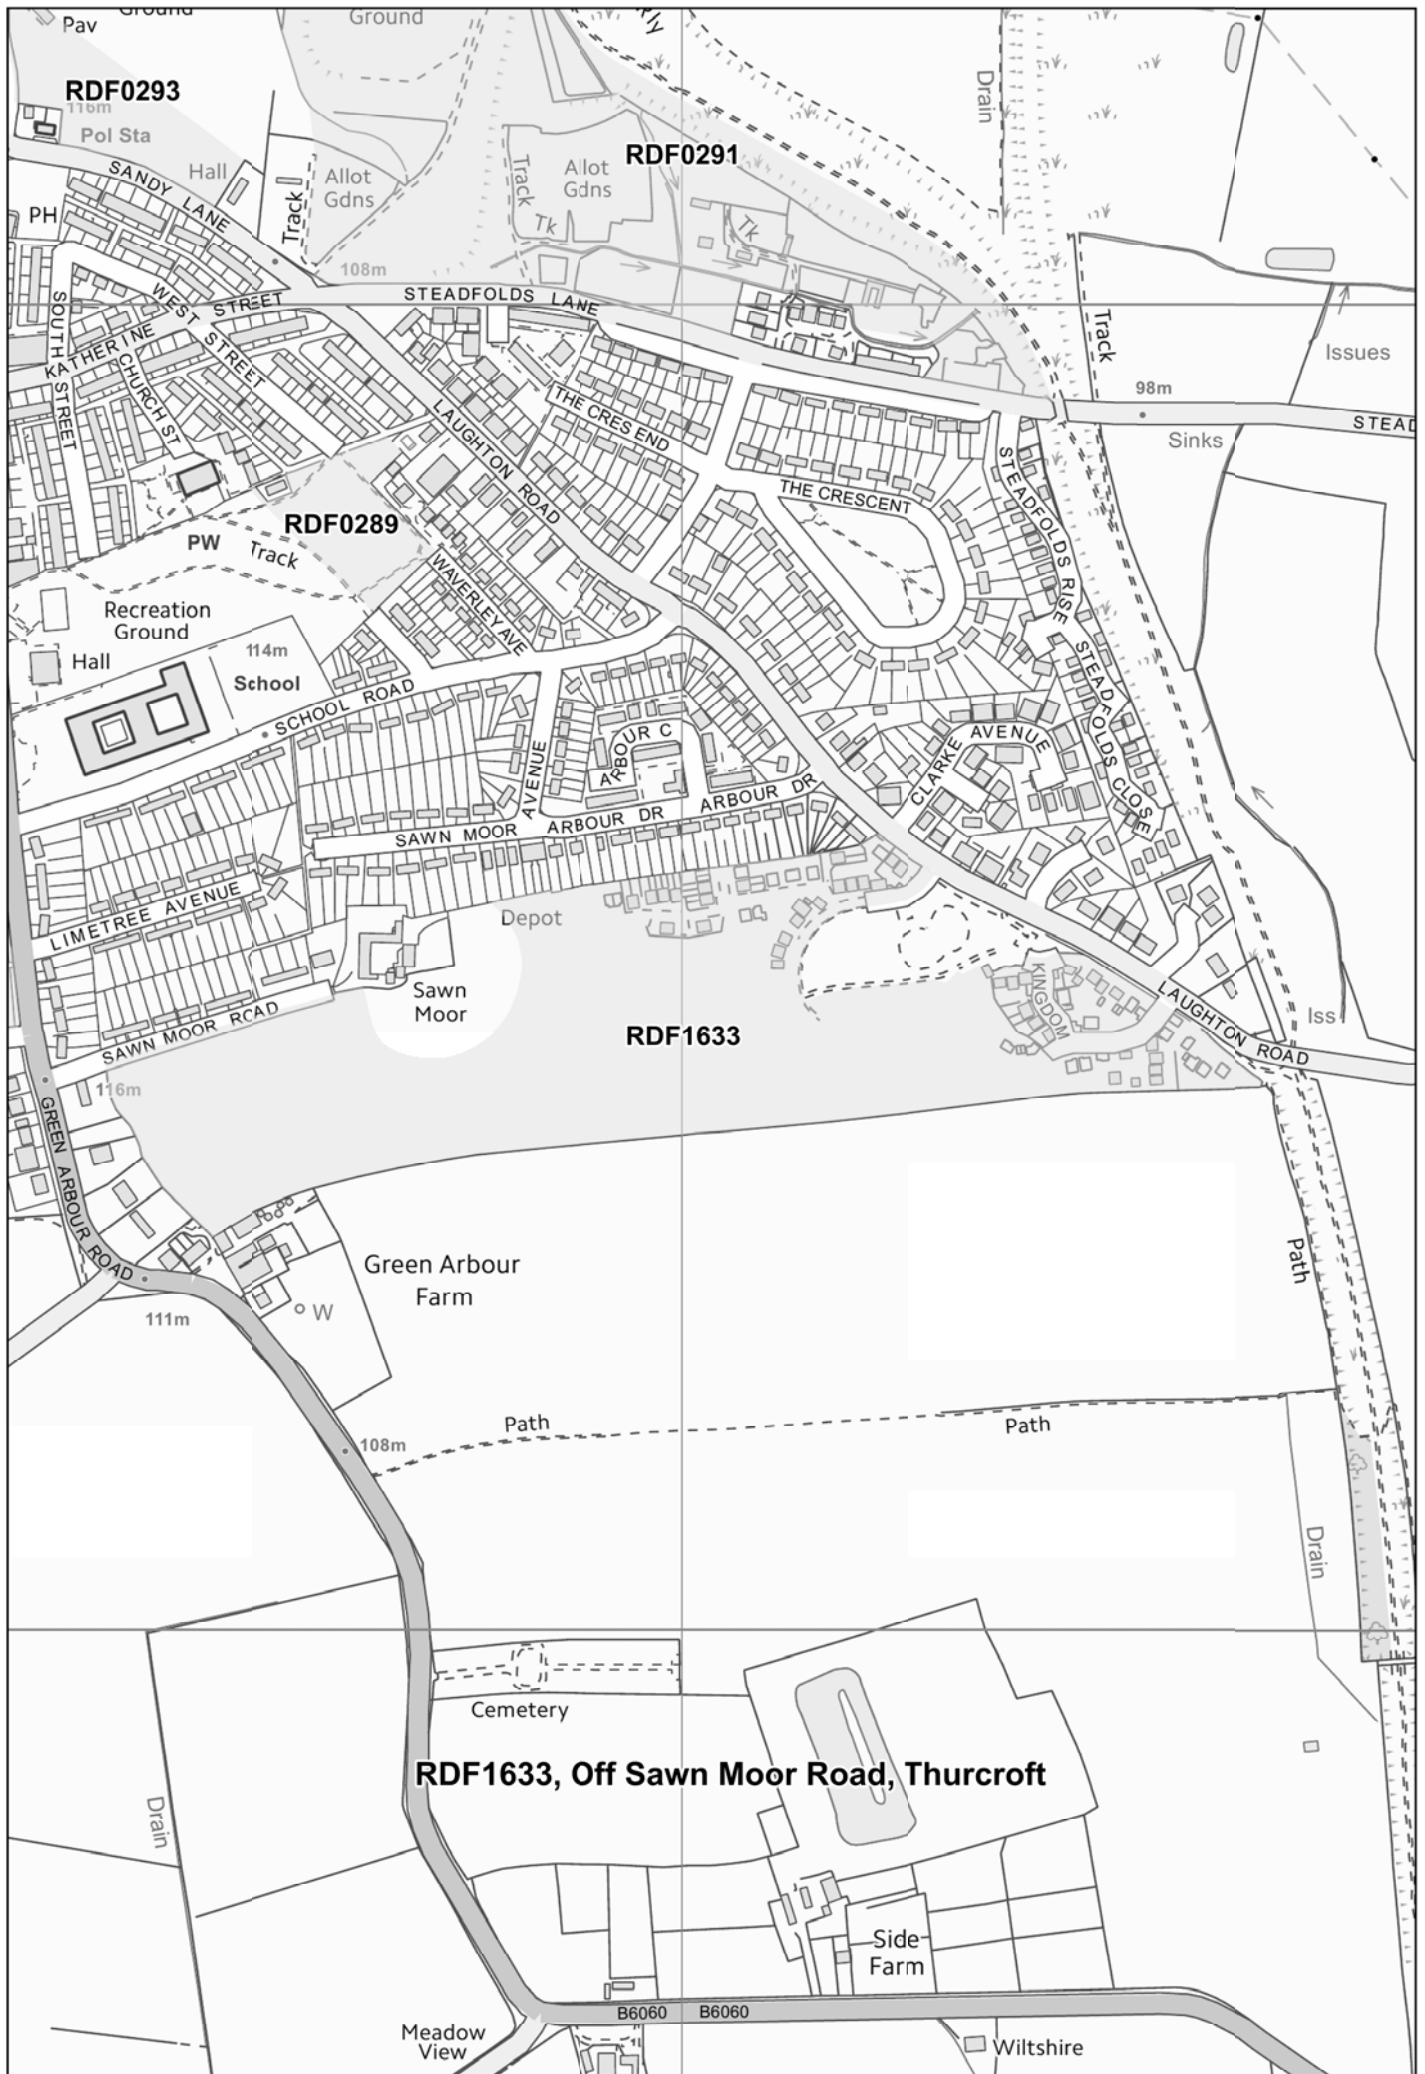 Ground
Pav
Ground
rly
RDF0293
116m
Pol Sta
Drain
RDF0291
SANDY LANE
Hall
Track
Allot
Gdns
Track
Tk
Allot
Gdns
Tk
PH
108m
STEADFOLDS LANE
SOUTH STREET
WEST STREET
KATHERINE STREET
CHURCH ST
Track
Issues
98m
STEAD
Sinks
THE CRES END
LAUGHTON ROAD
THE CRESCENT
STEADFOLDS RISE
RDF0289
PW
Track
WAVERLEY AVE
Recreation
Ground
Hall
114m
School
SCHOOL ROAD
STEADFOLDS CLOSE
ARBOUR C
CLARKE AVENUE
AVENUE
SAWN MOOR
ARBOUR DR
ARBOUR DR
LIMETREE AVENUE
Depot
Sawn
Moor
KINGDOM
LAUGHTON ROAD
Iss
SAWN MOOR ROAD
RDF1633
116m
GREEN ARBOUR ROAD
Green Arbour
Farm
W
111m
Path
Path
Path
108m
Drain
Cemetery
RDF1633, Off Sawn Moor Road, Thurcroft
Drain
Side
Farm
B6060
B6060
Meadow
View
Wiltshire